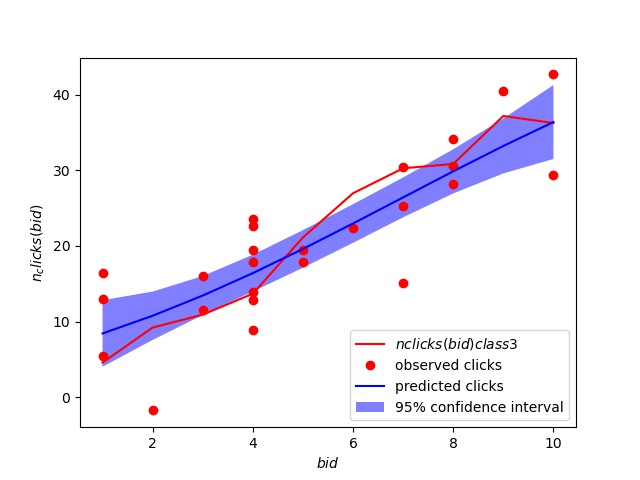 40
30
20
10
0
n_clicks(bid)
nclicks(bid)class3
observed clicks
predicted clicks
95% confidence interval
2 4 6 8 10
bid